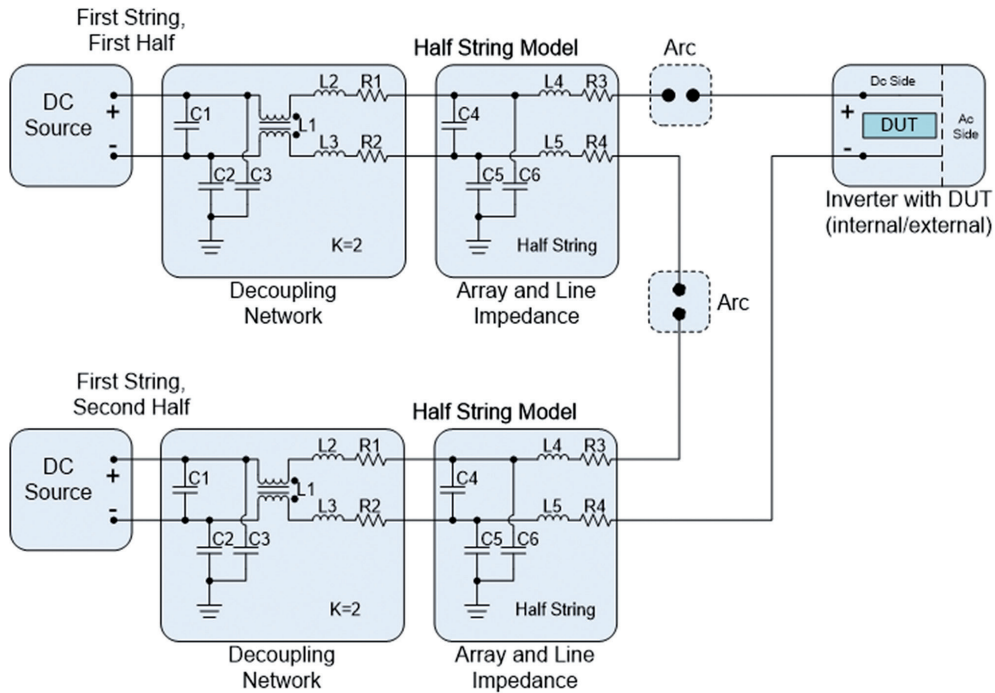 First String,
First Half
DC
Source
+
-
C1
C2
C3
L1
L2
R1
L3
R2
K=2
Decoupling
Network
Half String Model
C4
C5
C6
L4
R3
L5
R4
Half String
Array and Line
Impedance
Arc
Arc
Dc Side
+
DUT
-
Ac
Side
Inverter with DUT
(internal/external)
First String,
Second Half
DC
Source
+
-
C1
C2
C3
L1
L2
R1
L3
R2
K=2
Decoupling
Network
Half String Model
C4
C5
C6
L4
R3
L5
R4
Half String
Array and Line
Impedance